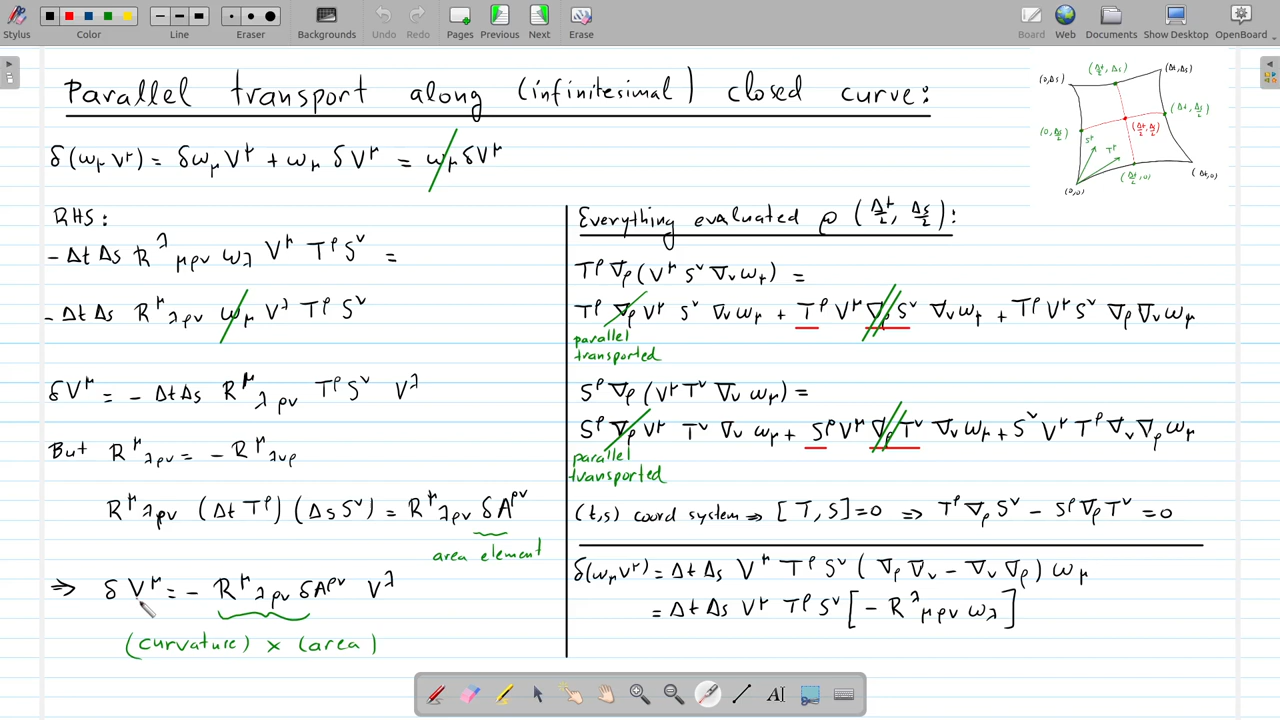 Stylus Color Line Eraser Backgrounds Undo Redo Pages Previous Next Erase Board Web Documents Show Desktop OpenBoard
Parallel transport along (infinitesimal) closed curve:
(0,Δs) (Δt/2, Δs) (Δt,Δs)
(0,Δs/2) (Δt/2,Δs/2) (Δt, Δs/2)
S^μ T^μ
(0,0) (Δt/2,0) (Δt,0)
δ(ω_μ V^μ) = δω_μ V^μ + ω_μ δV^μ = ω_μ δV^μ
RHS:
-Δt Δs R^λ_μρν ω_λ V^μ T^ρ S^ν =
-Δt Δs R^μ_λρν ω_μ V^λ T^ρ S^ν
δV^μ = - Δt Δs R^μ_λρν T^ρ S^ν V^λ
But R^μ_λρν = - R^μ_λνρ
R^μ_λρν (Δt T^ρ) (Δs S^ν) = R^μ_λρν δA^ρν
area element
⇒ δV^μ = - R^μ_λρν δA^ρν V^λ
(curvature) x (area)
Everything evaluated @ (Δt/2, Δs/2):
T^ρ ∇_ρ (V^μ S^ν ∇_ν ω_μ) =
T^ρ ∇_ρ V^μ S^ν ∇_ν ω_μ + T^ρ V^μ ∇_ρ S^ν ∇_ν ω_μ + T^ρ V^μ S^ν ∇_ρ ∇_ν ω_μ
parallel
transported
S^ρ ∇_ρ (V^μ T^ν ∇_ν ω_μ) =
S^ρ ∇_ρ V^μ T^ν ∇_ν ω_μ + S^ρ V^μ ∇_ρ T^ν ∇_ν ω_μ + S^ν V^μ T^ρ ∇_ν ∇_ρ ω_μ
parallel
transported
(t,s) coord system ⇒ [T,S]=0 ⇒ T^ρ ∇_ρ S^ν - S^ρ ∇_ρ T^ν = 0
δ(ω_μ V^μ) = Δt Δs V^μ T^ρ S^ν (∇_ρ ∇_ν - ∇_ν ∇_ρ) ω_μ
= Δt Δs V^μ T^ρ S^ν [- R^λ_μρν ω_λ]